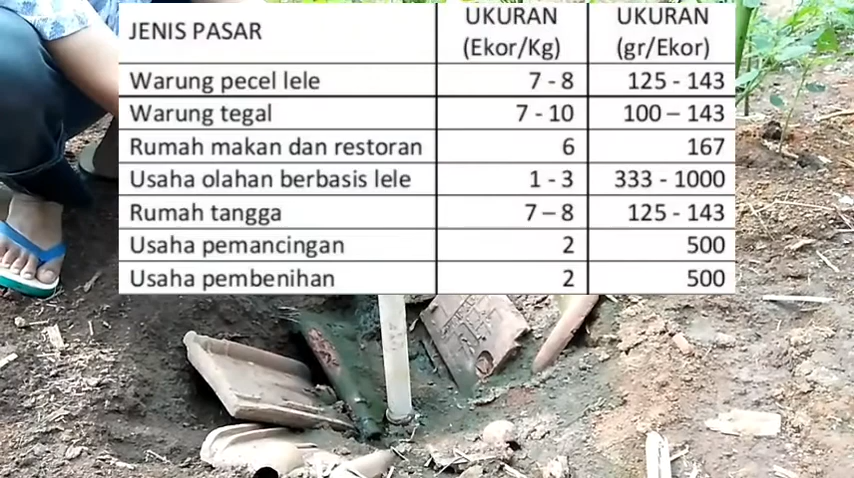 JENIS PASAR UKURAN (Ekor/Kg) UKURAN (gr/Ekor)
Warung pecel lele 7 - 8 125 - 143
Warung tegal 7 - 10 100 – 143
Rumah makan dan restoran 6 167
Usaha olahan berbasis lele 1 - 3 333 - 1000
Rumah tangga 7 – 8 125 - 143
Usaha pemancingan 2 500
Usaha pembenihan 2 500